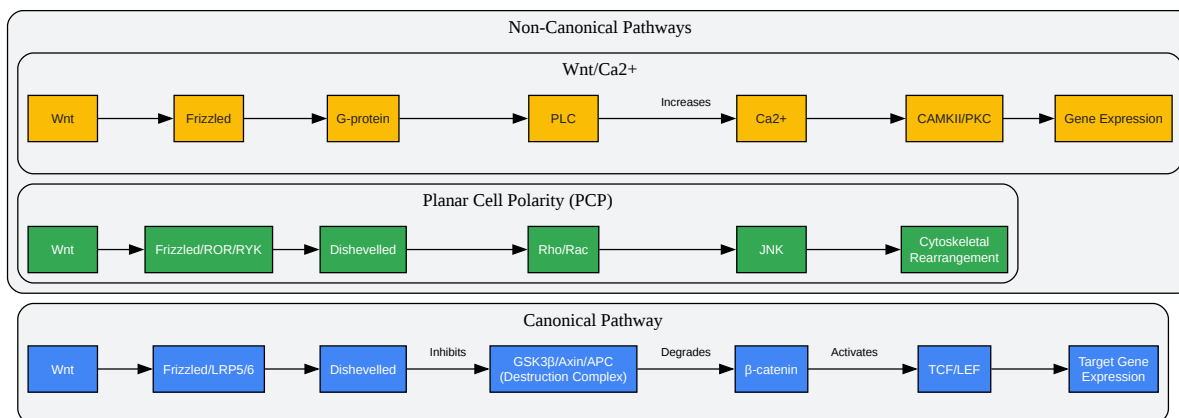 Non-Canonical Pathways
Wnt/Ca2+
Wnt
Frizzled
G-protein
PLC
Increases
Ca2+
CAMKII/PKC
Gene Expression
Planar Cell Polarity (PCP)
Wnt
Frizzled/ROR/RYK
Dishevelled
Rho/Rac
JNK
Cytoskeletal
Rearrangement
Canonical Pathway
Wnt
Frizzled/LRP5/6
Dishevelled
Inhibits
GSK3β/Axin/APC
(Destruction Complex)
Degrades
β-catenin
Activates
TCF/LEF
Target Gene
Expression